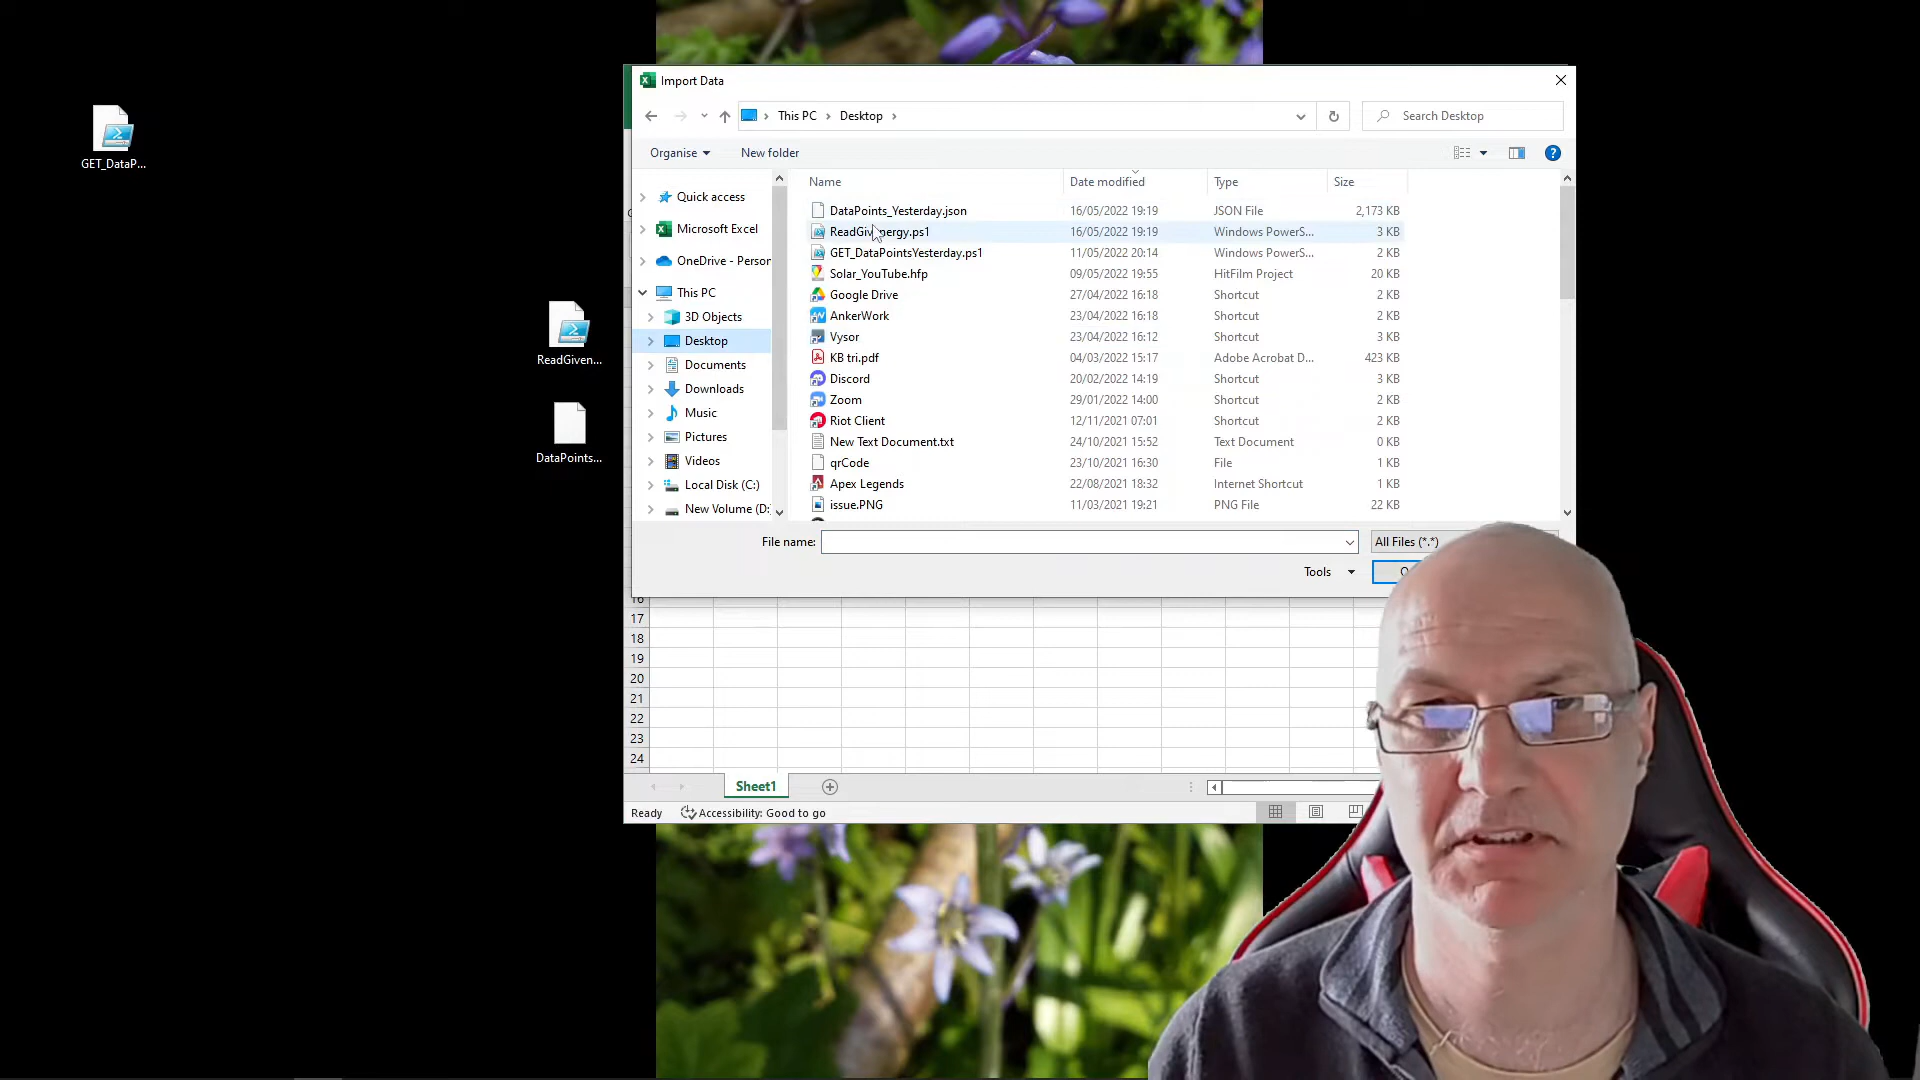 GET_DataP...
ReadGiven...
DataPoints...
Import Data
This PC > Desktop >
Search Desktop
Organise
New folder
Quick access
Microsoft Excel
OneDrive - Person
This PC
3D Objects
Desktop
Documents
Downloads
Music
Pictures
Videos
Local Disk (C:)
New Volume (D:
Name Date modified Type Size
DataPoints_Yesterday.json 16/05/2022 19:19 JSON File 2,173 KB
ReadGivEnergy.ps1 16/05/2022 19:19 Windows PowerS... 3 KB
GET_DataPointsYesterday.ps1 11/05/2022 20:14 Windows PowerS... 2 KB
Solar_YouTube.hfp 09/05/2022 19:55 HitFilm Project 20 KB
Google Drive 27/04/2022 16:18 Shortcut 2 KB
AnkerWork 23/04/2022 16:18 Shortcut 2 KB
Vysor 23/04/2022 16:12 Shortcut 3 KB
KB tri.pdf 04/03/2022 15:17 Adobe Acrobat D... 423 KB
Discord 20/02/2022 14:19 Shortcut 3 KB
Zoom 29/01/2022 14:00 Shortcut 2 KB
Riot Client 12/11/2021 07:01 Shortcut 2 KB
New Text Document.txt 24/10/2021 15:52 Text Document 0 KB
qrCode 23/10/2021 16:30 File 1 KB
Apex Legends 22/08/2021 18:32 Internet Shortcut 1 KB
issue.PNG 11/03/2021 19:21 PNG File 22 KB
File name:
All Files (*.*)
Tools
16
17
18
19
20
21
22
23
24
Sheet1
Ready
Accessibility: Good to go